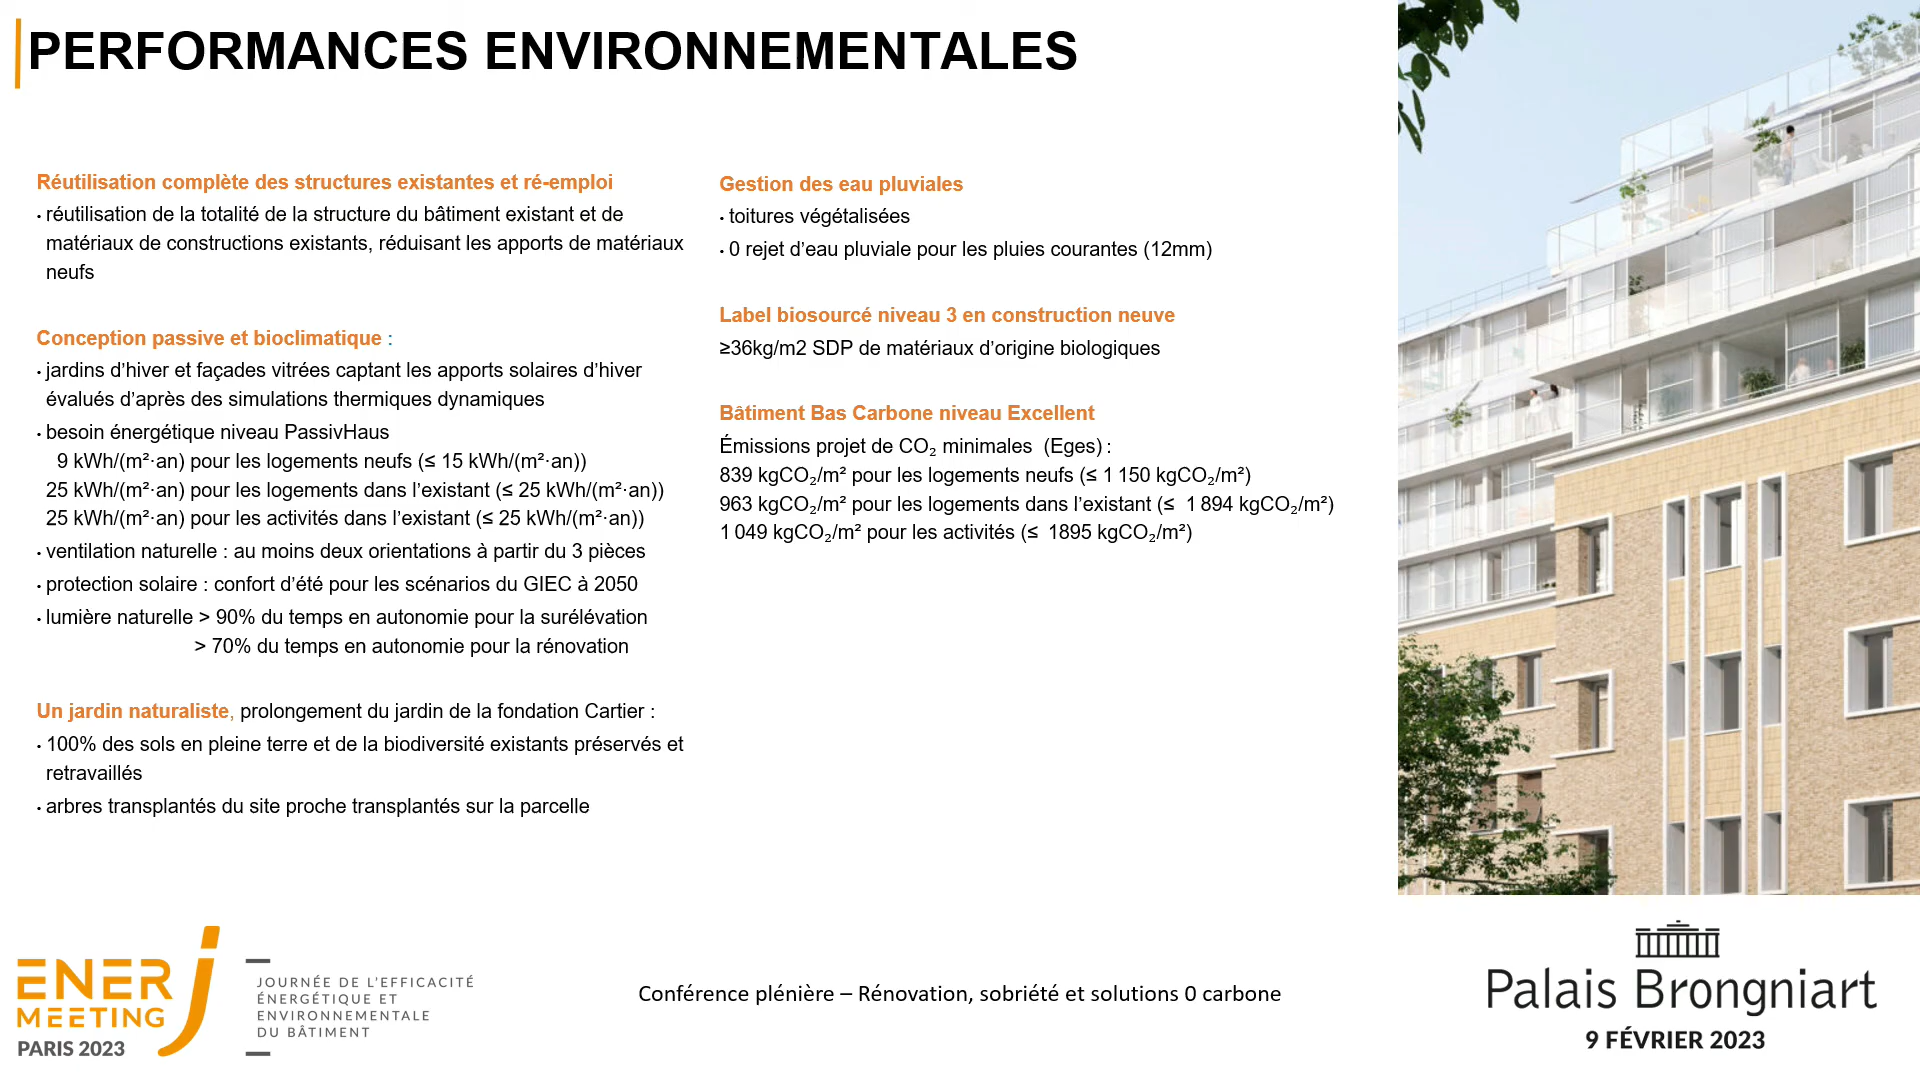 PERFORMANCES ENVIRONNEMENTALES
Réutilisation complète des structures existantes et ré-emploi
• réutilisation de la totalité de la structure du bâtiment existant et de
matériaux de constructions existants, réduisant les apports de matériaux
neufs
Conception passive et bioclimatique :
• jardins d’hiver et façades vitrées captant les apports solaires d’hiver
évalués d’après des simulations thermiques dynamiques
• besoin énergétique niveau PassivHaus
9 kWh/(m²·an) pour les logements neufs (≤ 15 kWh/(m²·an))
25 kWh/(m²·an) pour les logements dans l’existant (≤ 25 kWh/(m²·an))
25 kWh/(m²·an) pour les activités dans l’existant (≤ 25 kWh/(m²·an))
• ventilation naturelle : au moins deux orientations à partir du 3 pièces
• protection solaire : confort d’été pour les scénarios du GIEC à 2050
• lumière naturelle > 90% du temps en autonomie pour la surélévation
> 70% du temps en autonomie pour la rénovation
Un jardin naturaliste, prolongement du jardin de la fondation Cartier :
• 100% des sols en pleine terre et de la biodiversité existants préservés et
retravaillés
• arbres transplantés du site proche transplantés sur la parcelle
Gestion des eau pluviales
• toitures végétalisées
• 0 rejet d’eau pluviale pour les pluies courantes (12mm)
Label biosourcé niveau 3 en construction neuve
≥36kg/m2 SDP de matériaux d’origine biologiques
Bâtiment Bas Carbone niveau Excellent
Émissions projet de CO₂ minimales (Eges) :
839 kgCO₂/m² pour les logements neufs (≤ 1 150 kgCO₂/m²)
963 kgCO₂/m² pour les logements dans l’existant (≤ 1 894 kgCO₂/m²)
1 049 kgCO₂/m² pour les activités (≤ 1895 kgCO₂/m²)
ENERJ
MEETING
PARIS 2023
JOURNÉE DE L’EFFICACITÉ
ÉNERGÉTIQUE ET
ENVIRONNEMENTALE
DU BÂTIMENT
Conférence plénière – Rénovation, sobriété et solutions 0 carbone
Palais Brongniart
9 FÉVRIER 2023